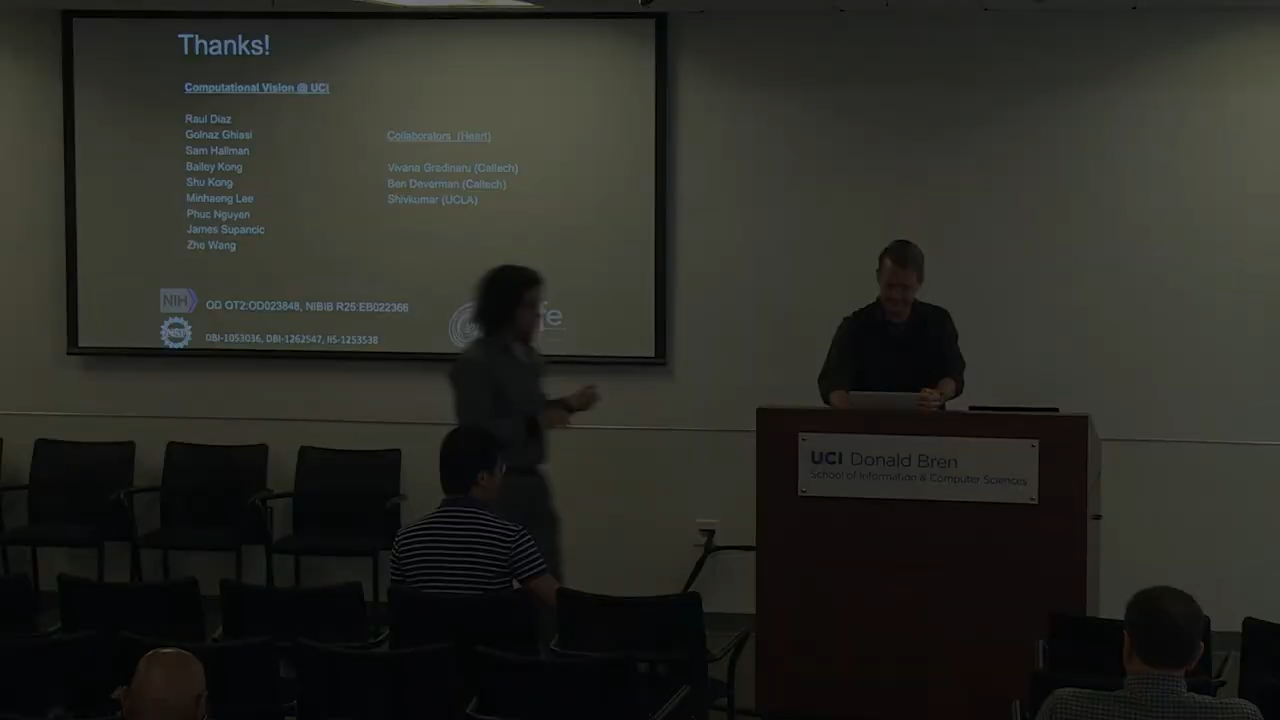 Thanks!
Computational Vision @ UCI
Raul Diaz
Golnaz Ghiasi
Sam Hallman
Bailey Kong
Shu Kong
Minhaeng Lee
Phuc Nguyen
James Supancic
Zhe Wang
Collaborators (Heart)
Vivana Gradinaru (Caltech)
Ben Deverman (Caltech)
Shivkumar (UCLA)
NIH
OD OT2:OD023848, NIBIB R25:EB022366
NSF
DBI-1053036, DBI-1262547, IIS-1253538
UCI Donald Bren
School of Information & Computer Sciences